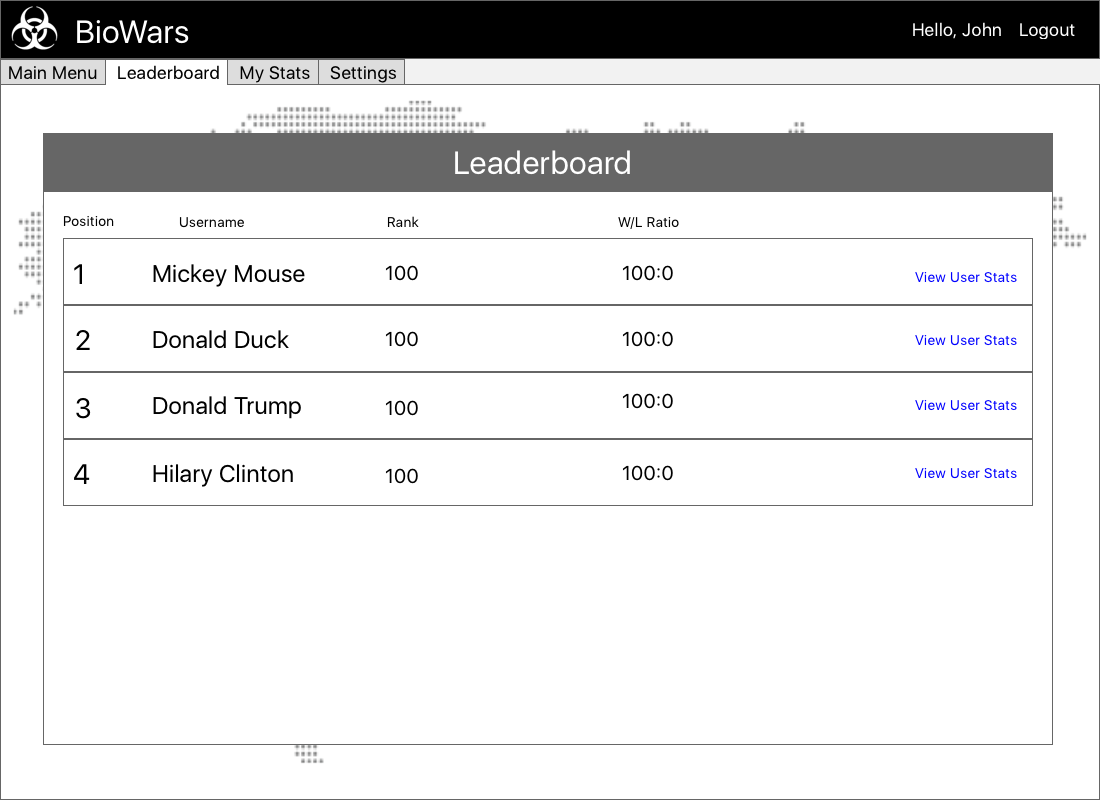 BioWars
Hello, John Logout
Main Menu Leaderboard My Stats Settings
Leaderboard
Position Username Rank W/L Ratio
1 Mickey Mouse 100 100:0 View User Stats
2 Donald Duck 100 100:0 View User Stats
3 Donald Trump 100 100:0 View User Stats
4 Hilary Clinton 100 100:0 View User Stats